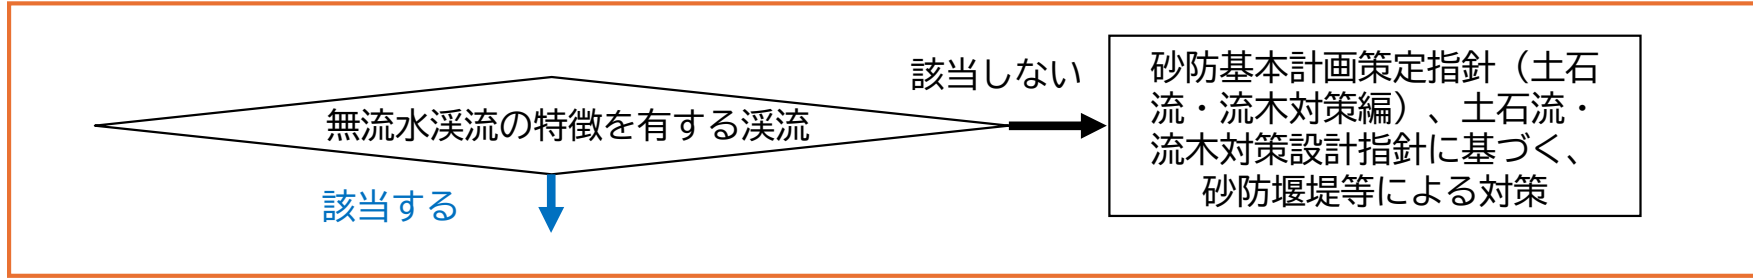 該当しない
無流水渓流の特徴を有する渓流
該当する
砂防基本計画策定指針（土石
流・流木対策編）、土石流・
流木対策設計指針に基づく、
砂防堰堤等による対策